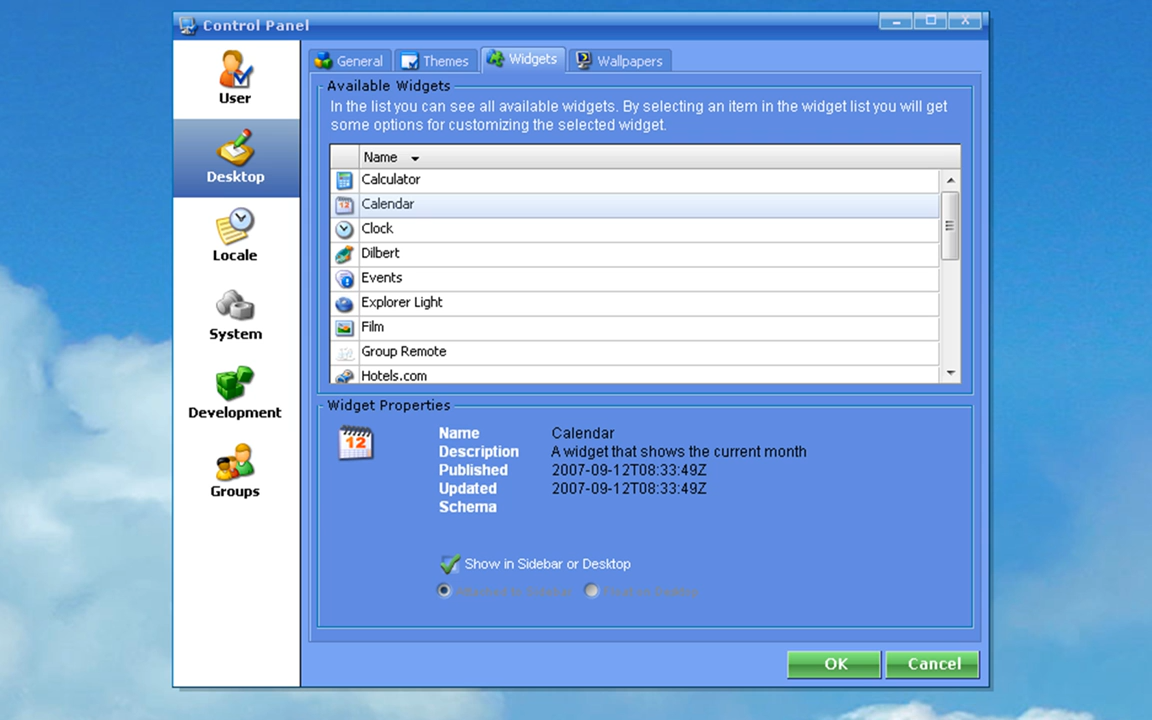 Control Panel
User
Desktop
Locale
System
Development
Groups
General
Themes
Widgets
Wallpapers
Available Widgets
In the list you can see all available widgets. By selecting an item in the widget list you will get
some options for customizing the selected widget.
Name
Calculator
12 Calendar
Clock
Dilbert
Events
Explorer Light
Film
Group Remote
Hotels.com
Widget Properties
12
Name Calendar
Description A widget that shows the current month
Published 2007-09-12T08:33:49Z
Updated 2007-09-12T08:33:49Z
Schema
Show in Sidebar or Desktop
OK Cancel